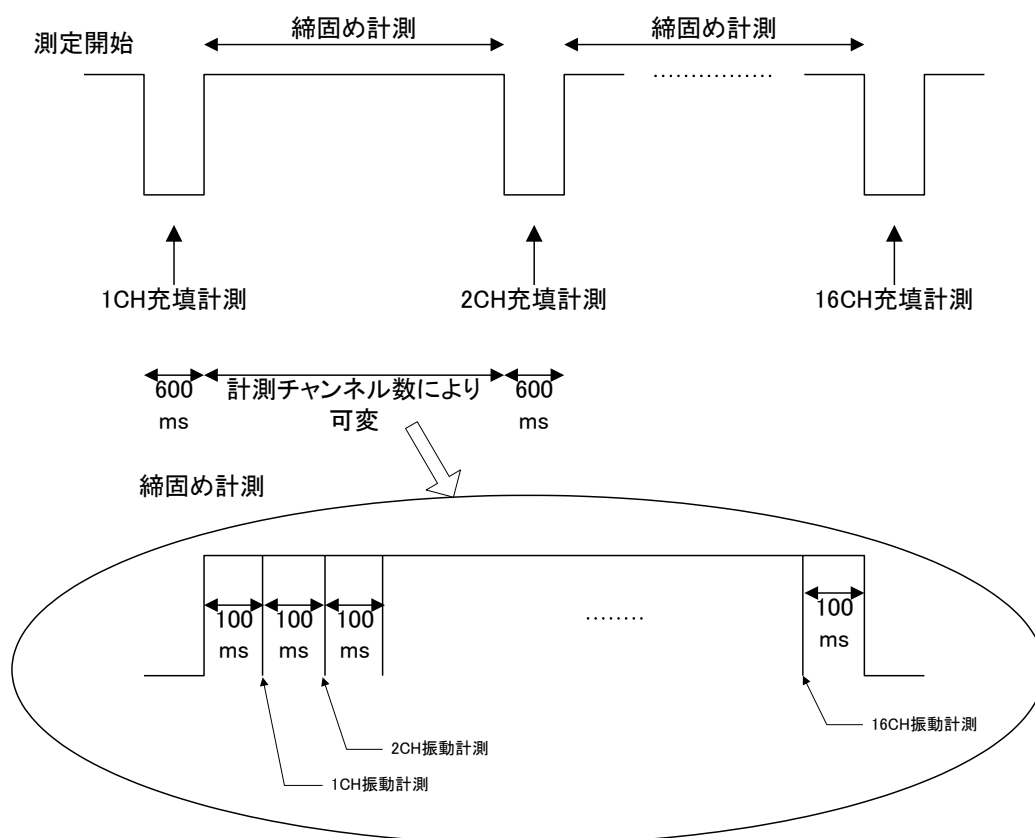 測定開始
締固め計測
締固め計測
1CH充填計測
2CH充填計測
16CH充填計測
600
ms
計測チャンネル数により
可変
600
ms
締固め計測
100
ms
100
ms
100
ms
100
ms
16CH振動計測
2CH振動計測
1CH振動計測